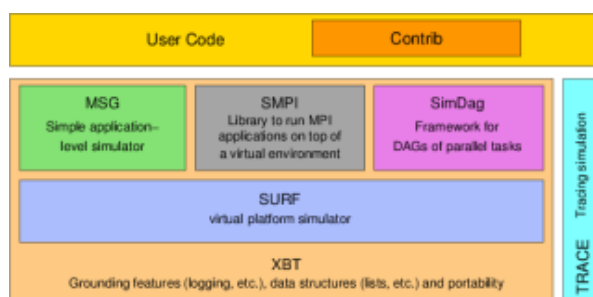 User Code
Contrib
MSG
Simple application–
level simulator
SMPI
Library to run MPI
applications on top of
a virtual environment
SimDag
Framework for
DAGs of parallel tasks
SURF
virtual platform simulator
XBT
Grounding features (logging, etc.), data structures (lists, etc.) and portability
TRACE Tracing simulation